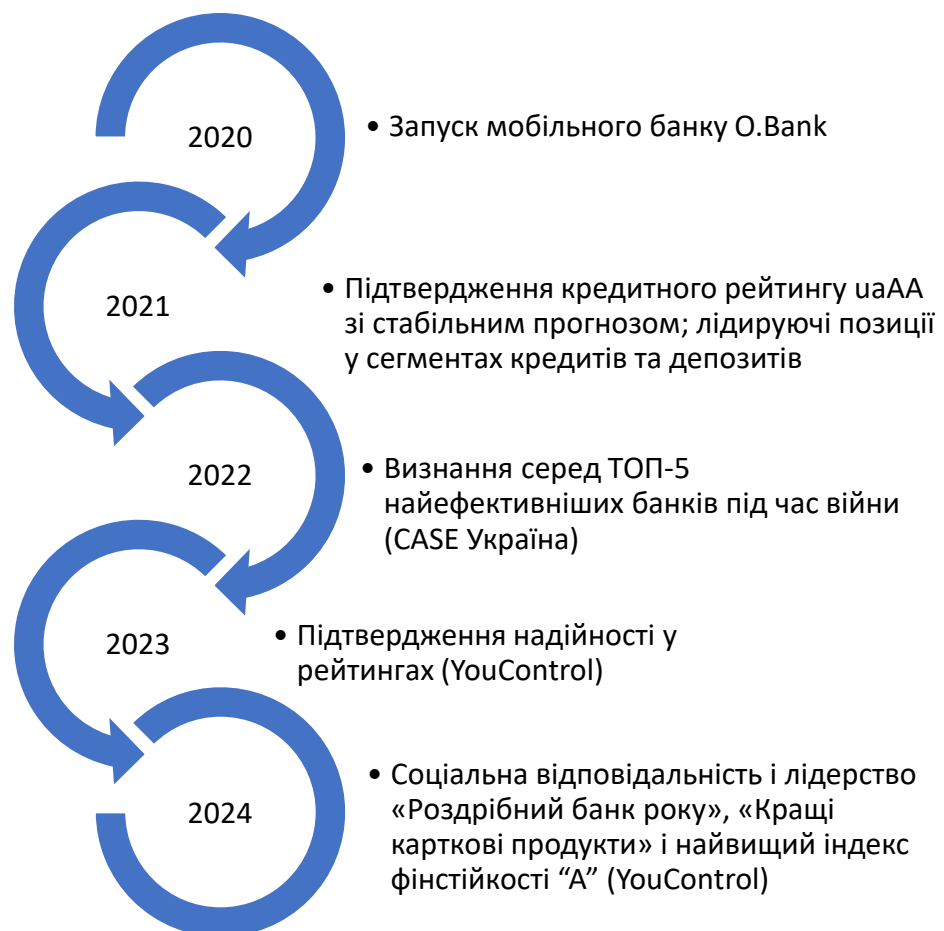 2020
• Запуск мобільного банку O.Bank
2021
• Підтвердження кредитного рейтингу uaAA
зі стабільним прогнозом; лідируючі позиції
у сегментах кредитів та депозитів
2022
• Визнання серед ТОП-5
найефективніших банків під час війни
(CASE Україна)
2023
• Підтвердження надійності у
рейтингах (YouControl)
2024
• Соціальна відповідальність і лідерство
«Роздрібний банк року», «Кращі
карткові продукти» і найвищий індекс
фінстійкості “А” (YouControl)